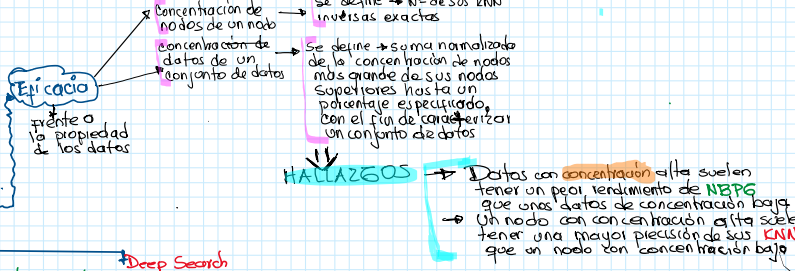 Concentración de
nodos de un nodo
Se define → Nº de sus KNN
inversas exactas
concentración de
datos de un
conjunto de datos
Se define → suma normalizada
de la concentración de nodos
más grande de sus nodos
superiores hasta un
porcentaje especificado,
con el fin de caracterizar
un conjunto de datos
Eficacia
Frente a
la propiedad
de los datos
HALLAZGOS
→ Datos con concentración alta suelen
tener un peor rendimiento de NBPG
que unos datos de concentración baja
→ Un nodo con concentración alta suele
tener una mayor precisión de sus KNN
que un nodo con concentración baja
Deep Search